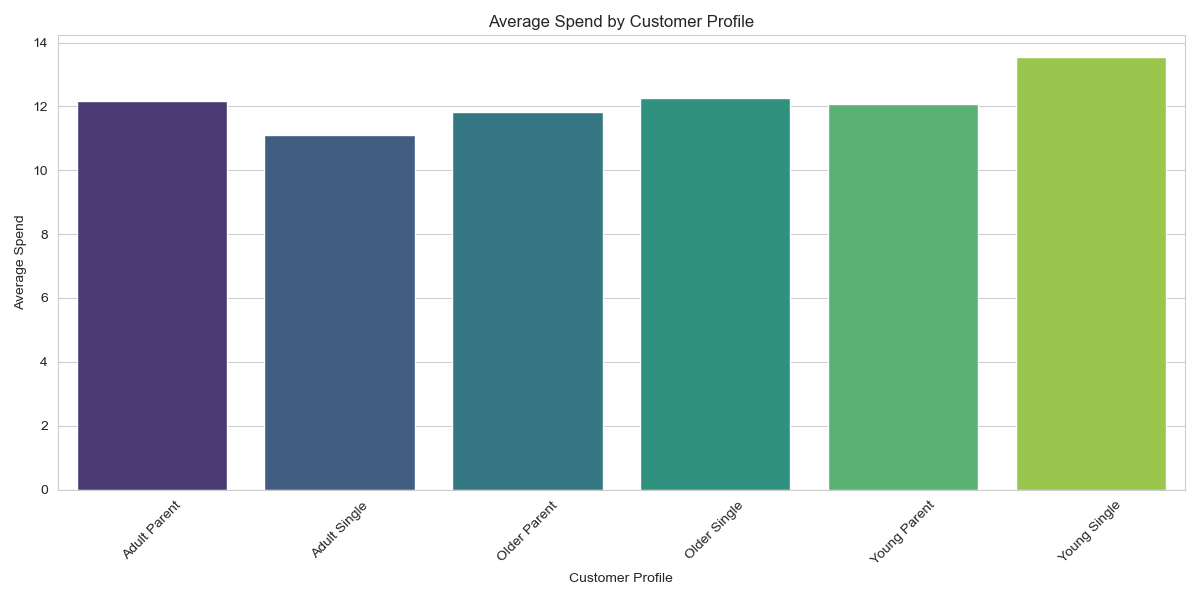 Average Spend by Customer Profile
Average Spend
14
12
10
8
6
4
2
0
Adult Parent
Adult Single
Older Parent
Older Single
Young Parent
Young Single
Customer Profile